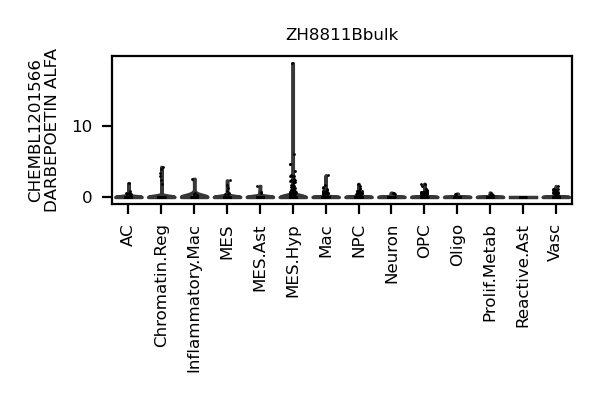 ZH8811Bbulk
CHEMBL1201566
DARBEPOETIN ALFA
10
0
AC
Chromatin.Reg
Inflammatory.Mac
MES
MES.Ast
MES.Hyp
Mac
NPC
Neuron
OPC
Oligo
Prolif.Metab
Reactive.Ast
Vasc